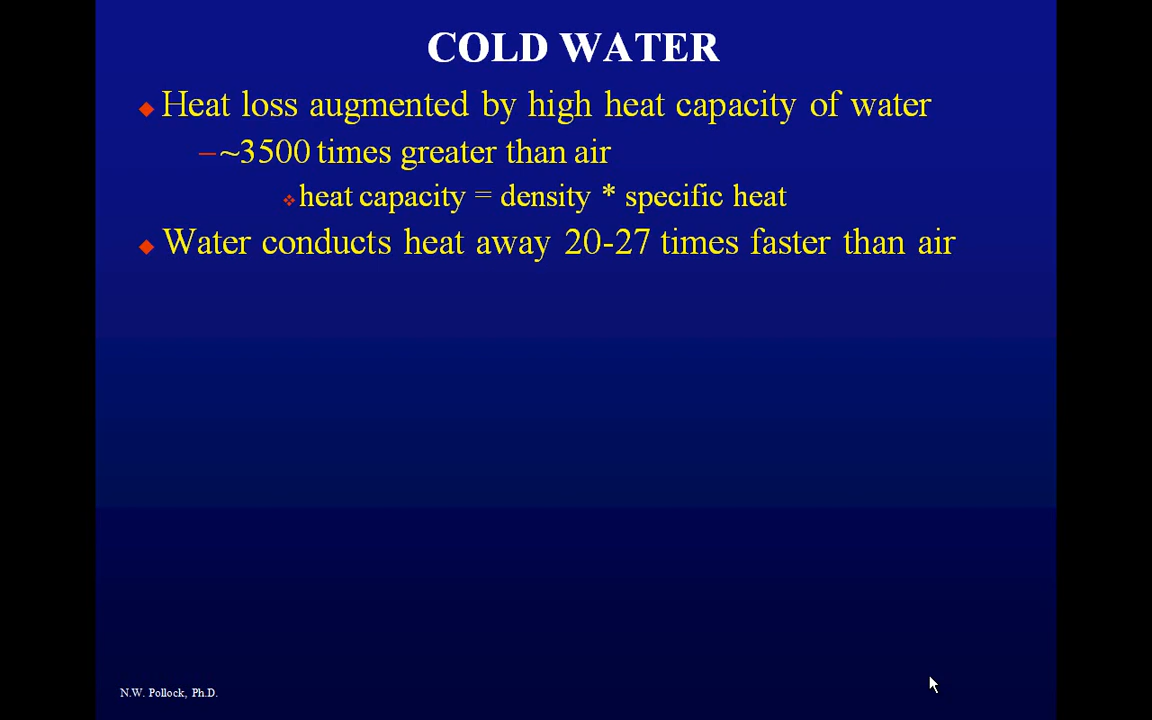 COLD WATER
Heat loss augmented by high heat capacity of water
–~3500 times greater than air
heat capacity = density * specific heat
Water conducts heat away 20-27 times faster than air
N.W. Pollock, Ph.D.